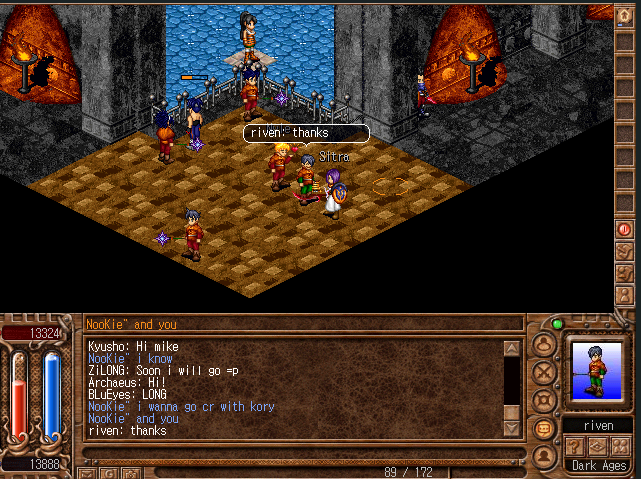 riven: thanks
Sitra
NooKie" and you
13324
Kyusho: Hi mike
NooKie" i know
ZiLONG: Soon i will go =p
Archaeus: Hi!
BLuEyes: LONG
NooKie" i wanna go cr with kory
NooKie" and you
riven: thanks
riven
13888
89 / 172
Dark Ages